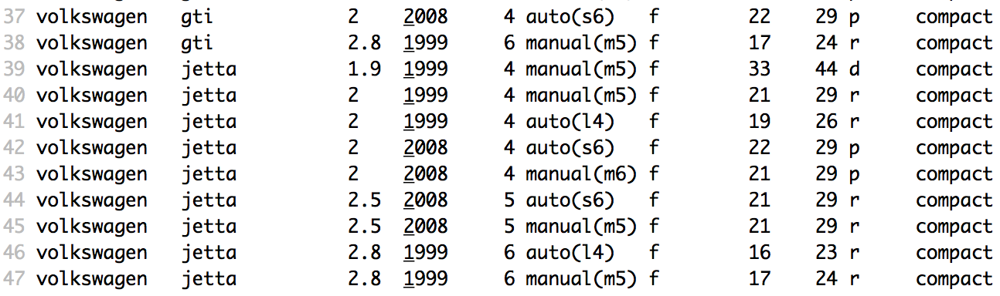 37 volkswagen gti 2 2008 4 auto(s6) f 22 29 p compact
38 volkswagen gti 2.8 1999 6 manual(m5) f 17 24 r compact
39 volkswagen jetta 1.9 1999 4 manual(m5) f 33 44 d compact
40 volkswagen jetta 2 1999 4 manual(m5) f 21 29 r compact
41 volkswagen jetta 2 1999 4 auto(l4) f 19 26 r compact
42 volkswagen jetta 2 2008 4 auto(s6) f 22 29 p compact
43 volkswagen jetta 2 2008 4 manual(m6) f 21 29 p compact
44 volkswagen jetta 2.5 2008 5 auto(s6) f 21 29 r compact
45 volkswagen jetta 2.5 2008 5 manual(m5) f 21 29 r compact
46 volkswagen jetta 2.8 1999 6 auto(l4) f 16 23 r compact
47 volkswagen jetta 2.8 1999 6 manual(m5) f 17 24 r compact